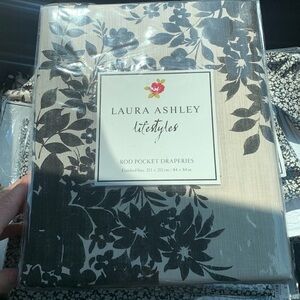 LAURA ASHLEY
lifestyles
ROD POCKET DRAPERIES